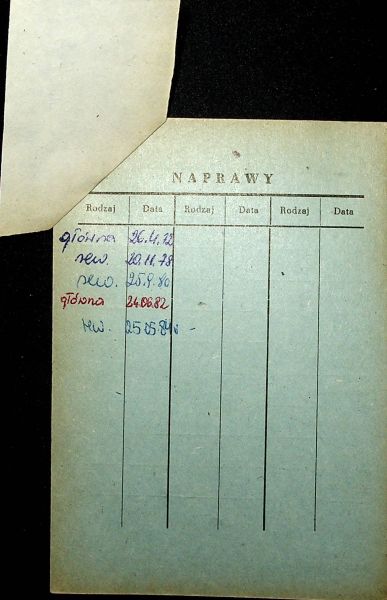 NAPRAWY
Rodzaj Data Rodzaj Data Rodzaj Data
główna 26.4.72
rew. 20.11.78
rew. 25.9.80
główna 24.06.82
rew. 25.05.84